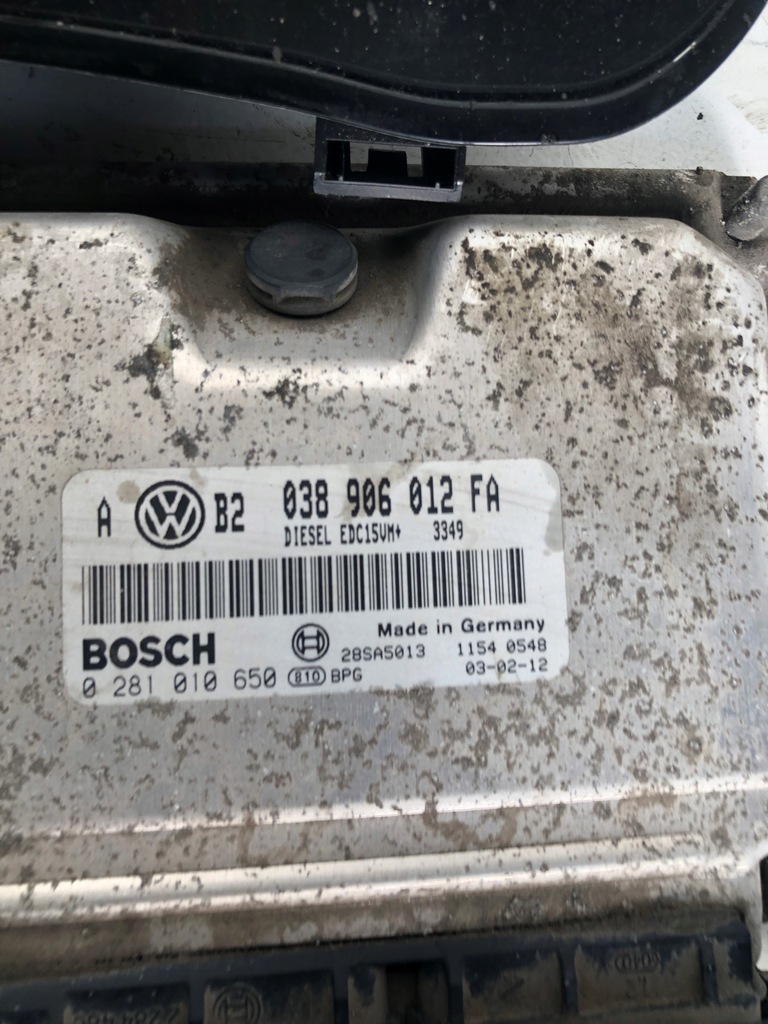 A VW B2 038 906 012 FA
DIESEL EDC15VM+ 3349
BOSCH
Made in Germany
28SA5013 1154 0548
0 281 010 650 810 BPG 03-02-12